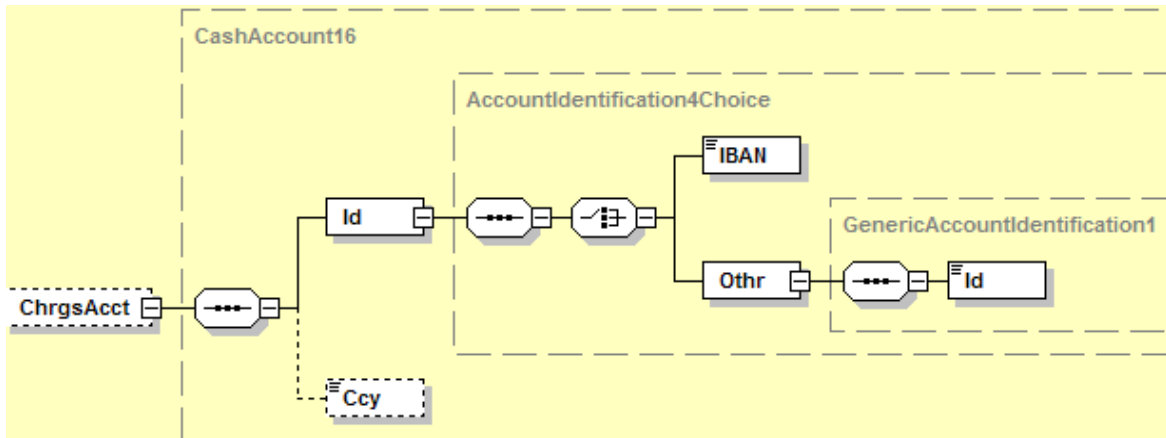 CashAccount16
AccountIdentification4Choice
IBAN
Id
GenericAccountIdentification1
Othr
Id
ChrgsAcct
Ccy